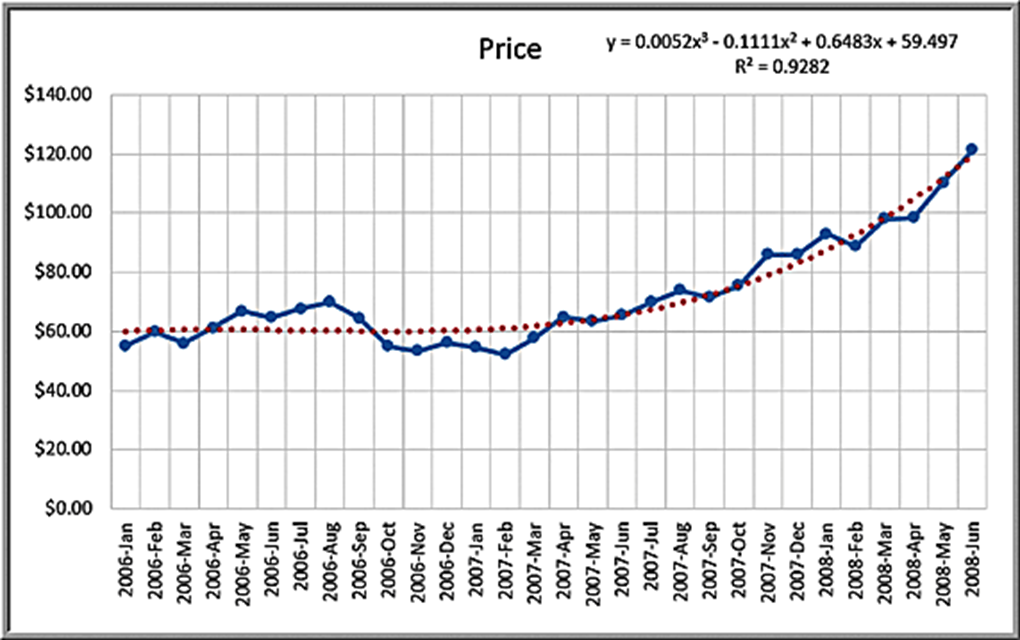 Price
y = 0.0052x³ - 0.1111x² + 0.6483x + 59.497
R² = 0.9282
$140.00
$120.00
$100.00
$80.00
$60.00
$40.00
$20.00
$0.00
2006-Jan
2006-Feb
2006-Mar
2006-Apr
2006-May
2006-Jun
2006-Jul
2006-Aug
2006-Sep
2006-Oct
2006-Nov
2006-Dec
2007-Jan
2007-Feb
2007-Mar
2007-Apr
2007-May
2007-Jun
2007-Jul
2007-Aug
2007-Sep
2007-Oct
2007-Nov
2007-Dec
2008-Jan
2008-Feb
2008-Mar
2008-Apr
2008-May
2008-Jun